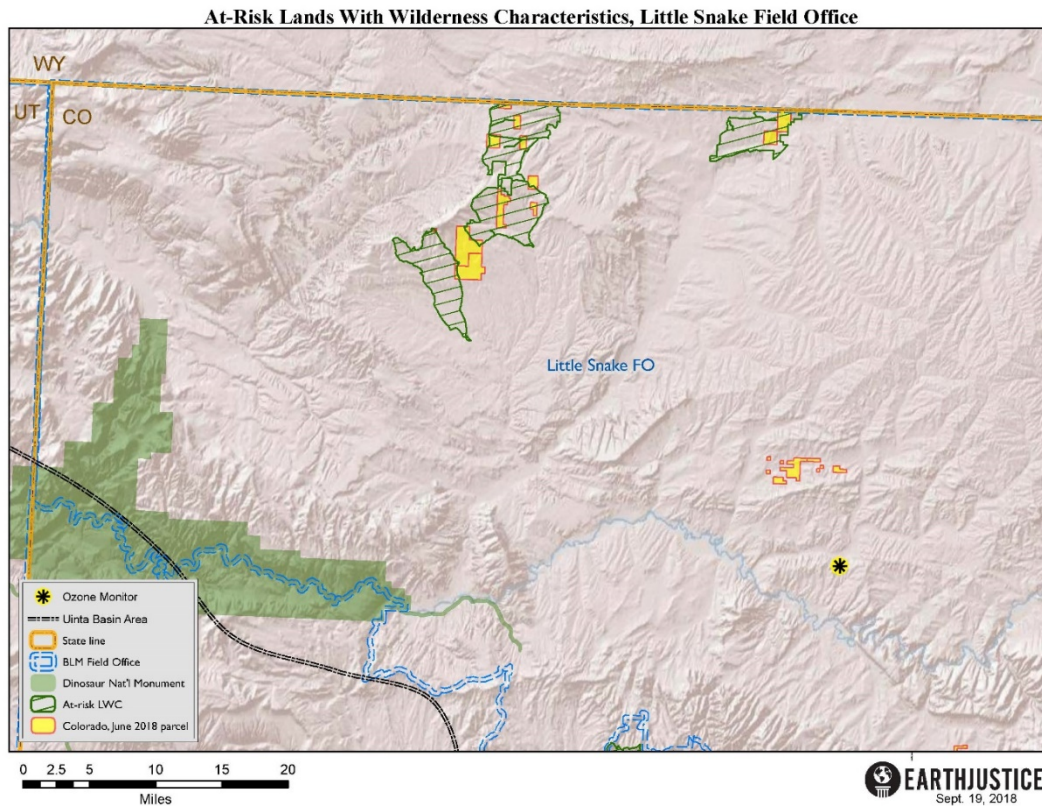 At-Risk Lands With Wilderness Characteristics, Little Snake Field Office
WY
UT
CO
Little Snake FO
Ozone Monitor
Uinta Basin Area
State line
BLM Field Office
Dinosaur Nat'l Monument
At-risk LWC
Colorado, June 2018 parcel
0 2.5 5 10 15 20
Miles
EARTHJUSTICE
Sept. 19, 2018